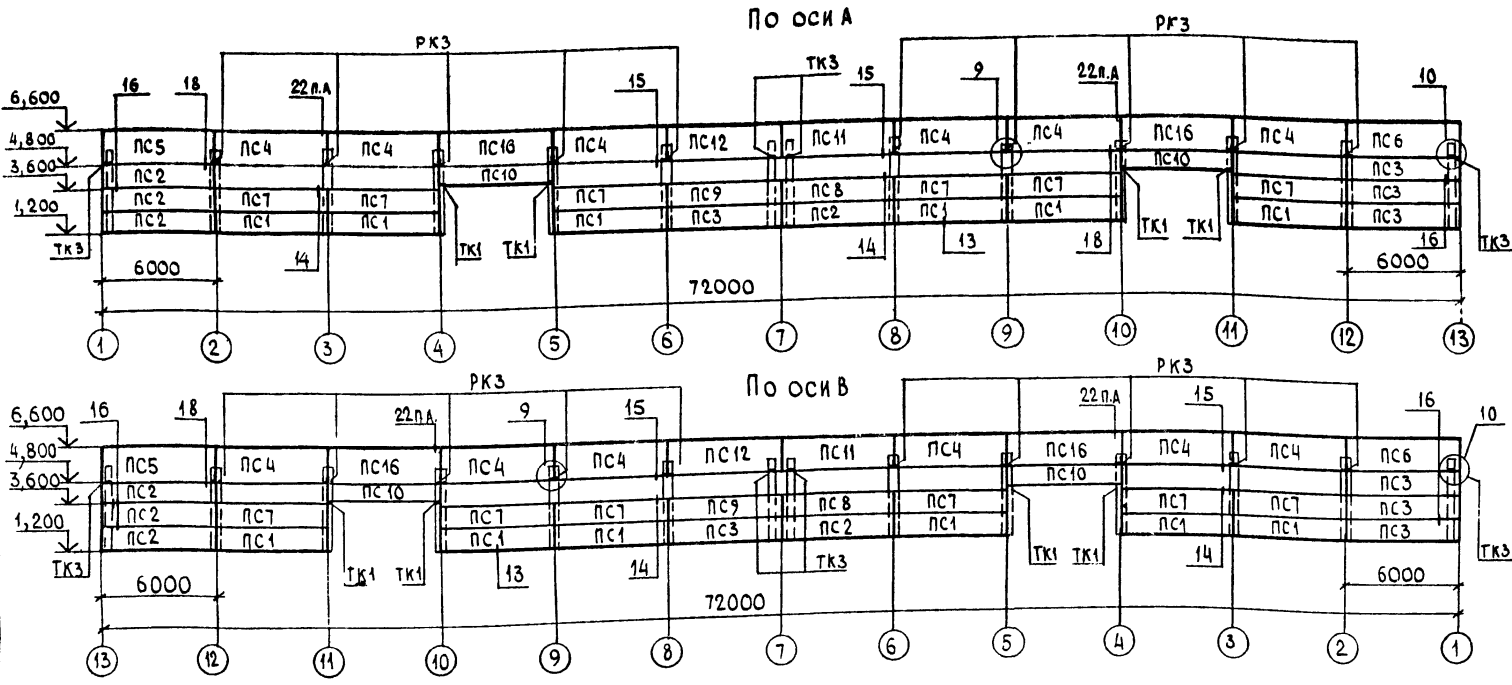 По оси А
РК3 РК3
16 18 22п.А 15 ТК3 15 9 22п.А 10
6,600
4,800 ПС5 ПС4 ПС4 ПС16 ПС4 ПС12 ПС11 ПС4 ПС4 ПС16 ПС4 ПС6
3,600 ПС2 ПС10 ПС10 ПС3
ПС2 ПС7 ПС7 ПС7 ПС9 ПС8 ПС7 ПС7 ПС7 ПС3
1,200 ПС2 ПС1 ПС1 ПС1 ПС3 ПС2 ПС1 ПС1 ПС1 ПС3
ТК3 14 ТК1 ТК1 14 13 18 ТК1 ТК1 16 ТК3
6000 6000
72000
1 2 3 4 5 6 7 8 9 10 11 12 13
По оси В
РК3 РК3
16 18 22п.А 9 15 22п.А 15 16 10
6,600
4,800 ПС5 ПС4 ПС16 ПС4 ПС4 ПС12 ПС11 ПС4 ПС16 ПС4 ПС4 ПС6
3,600 ПС2 ПС10 ПС10 ПС3
ПС2 ПС7 ПС7 ПС7 ПС9 ПС8 ПС7 ПС7 ПС7 ПС3
1,200 ПС2 ПС1 ПС1 ПС1 ПС3 ПС2 ПС1 ПС1 ПС1 ПС3
ТК3 ТК1 ТК1 13 14 ТК3 ТК1 ТК1 14 ТК3
6000 6000
72000
13 12 11 10 9 8 7 6 5 4 3 2 1